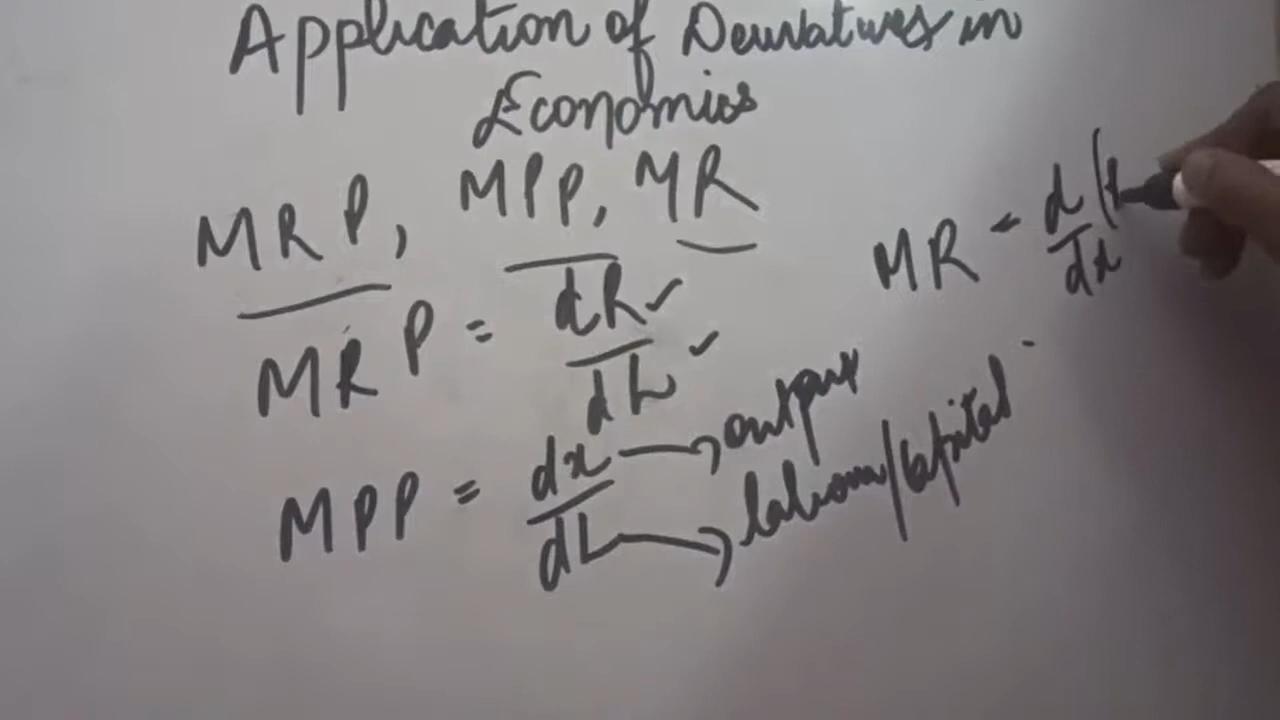 Application of Derivatives in
Economics
MRP, MPP, MR
MRP = dR/dL
MPP = dx/dL
output
labour/capital
MR = d/dx (